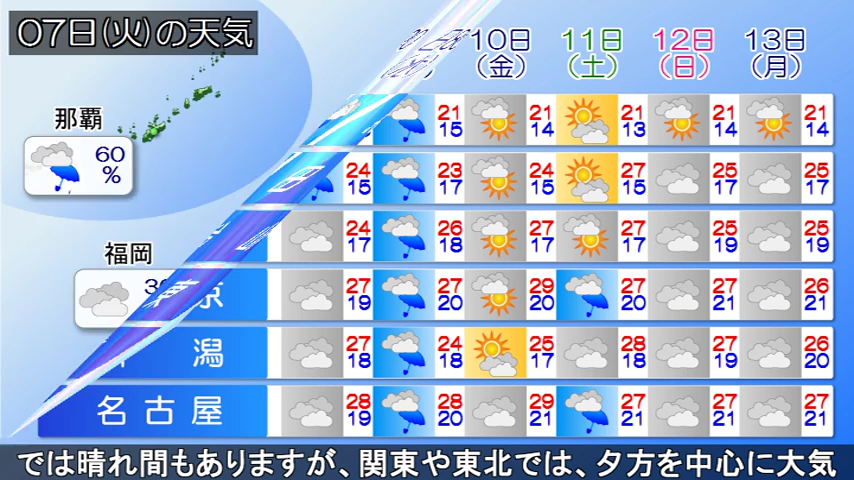 07日(火)の天気
10日 11日 12日 13日
(金) (土) (日) (月)
那覇
60
%
福岡
21 21 21 21 21
15 14 13 14 14
24 23 24 27 25 25
15 17 15 15 17 17
24 26 27 27 25 25
17 18 17 17 19 19
京 27 27 29 27 27 26
19 20 20 20 21 21
潟 27 24 25 28 27 26
18 18 17 18 19 20
名古屋 28 28 29 27 27 27
19 20 21 21 21 21
では晴れ間もありますが、関東や東北では、夕方を中心に大気